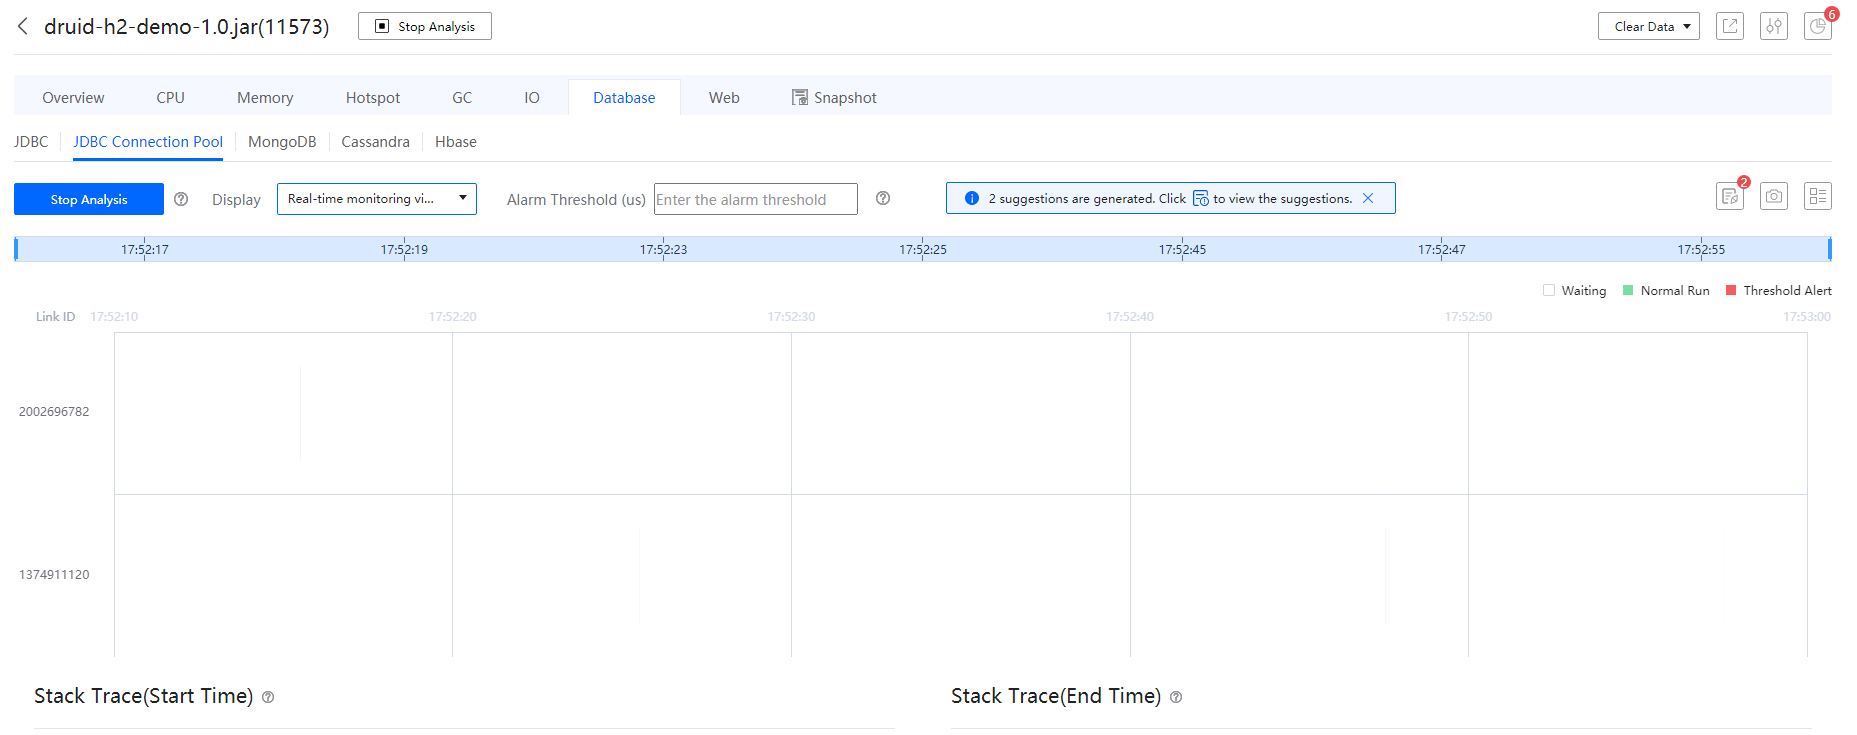 druid-h2-demo-1.0.jar(11573) Stop Analysis Clear Data 6
Overview CPU Memory Hotspot GC IO Database Web Snapshot
JDBC JDBC Connection Pool MongoDB Cassandra Hbase
Stop Analysis Display Real-time monitoring vi... Alarm Threshold (us) Enter the alarm threshold 2 suggestions are generated. Click to view the suggestions. 2
17:52:17 17:52:19 17:52:23 17:52:25 17:52:45 17:52:47 17:52:55
Waiting Normal Run Threshold Alert
Link ID 17:52:10 17:52:20 17:52:30 17:52:40 17:52:50 17:53:00
2002696782
1374911120
Stack Trace(Start Time) Stack Trace(End Time)